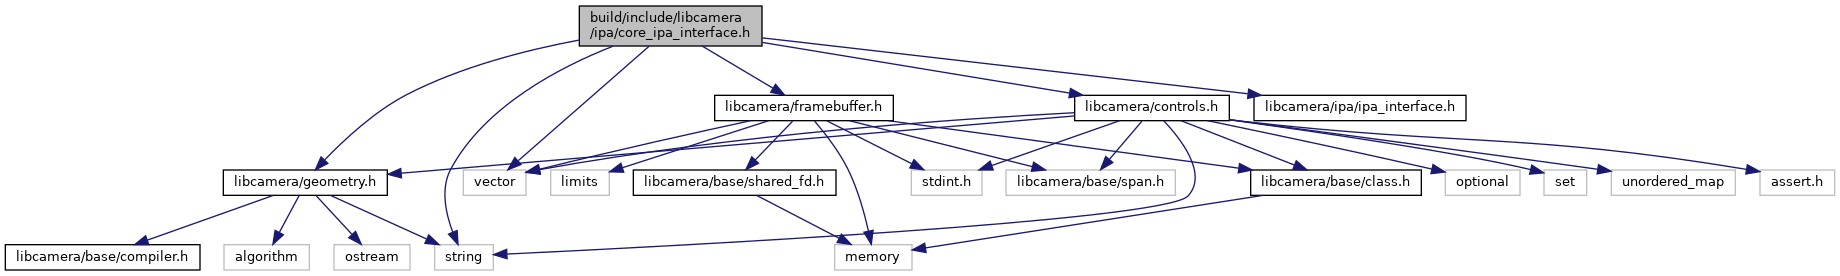 build/include/libcamera
/ipa/core_ipa_interface.h
libcamera/framebuffer.h
libcamera/controls.h
libcamera/ipa/ipa_interface.h
libcamera/geometry.h
vector
limits
libcamera/base/shared_fd.h
stdint.h
libcamera/base/span.h
libcamera/base/class.h
optional
set
unordered_map
assert.h
libcamera/base/compiler.h
algorithm
ostream
string
memory